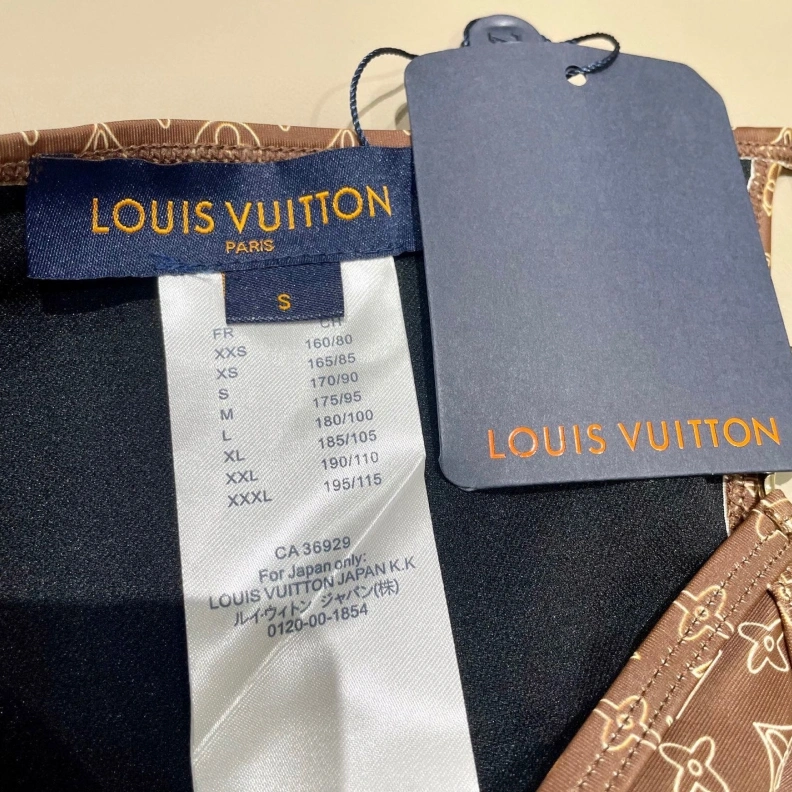 LOUIS VUITTON
PARIS
S
FR CH
XXS 160/80
XS 165/85
S 170/90
M 175/95
L 180/100
XL 185/105
XXL 190/110
XXXL 195/115
CA 36929
For Japan only:
LOUIS VUITTON JAPAN K.K
ルイ・ヴィトン ジャパン(株)
0120-00-1854
LOUIS VUITTON